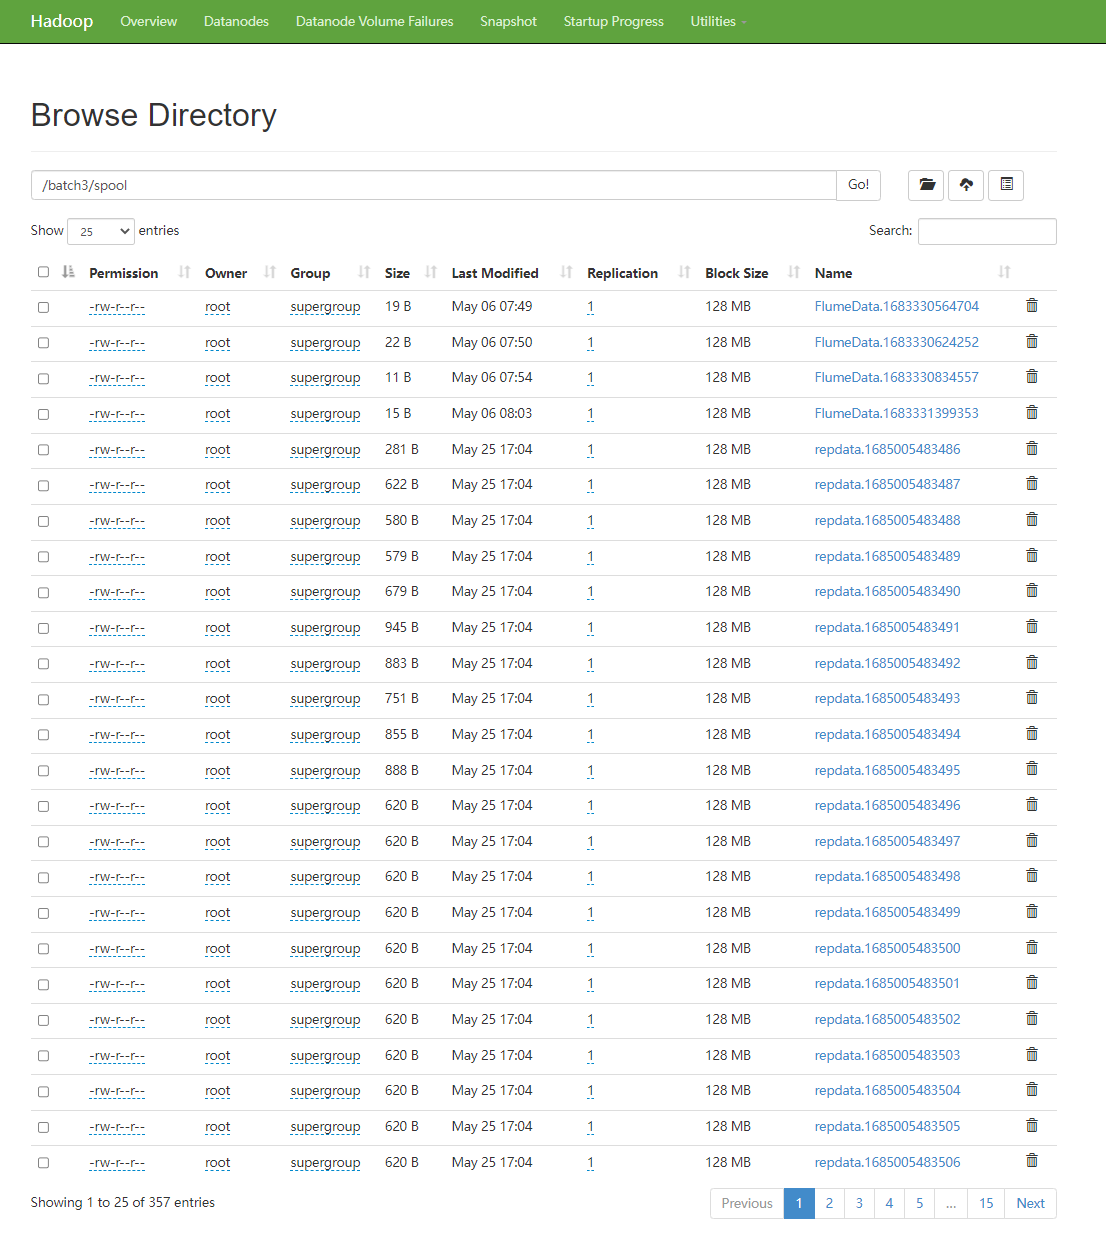 Hadoop Overview Datanodes Datanode Volume Failures Snapshot Startup Progress Utilities
Browse Directory
/batch3/spool Go!
Show 25 entries Search:
Permission Owner Group Size Last Modified Replication Block Size Name
-rw-r--r-- root supergroup 19 B May 06 07:49 1 128 MB FlumeData.1683330564704
-rw-r--r-- root supergroup 22 B May 06 07:50 1 128 MB FlumeData.1683330624252
-rw-r--r-- root supergroup 11 B May 06 07:54 1 128 MB FlumeData.1683330834557
-rw-r--r-- root supergroup 15 B May 06 08:03 1 128 MB FlumeData.1683331399353
-rw-r--r-- root supergroup 281 B May 25 17:04 1 128 MB repdata.1685005483486
-rw-r--r-- root supergroup 622 B May 25 17:04 1 128 MB repdata.1685005483487
-rw-r--r-- root supergroup 580 B May 25 17:04 1 128 MB repdata.1685005483488
-rw-r--r-- root supergroup 579 B May 25 17:04 1 128 MB repdata.1685005483489
-rw-r--r-- root supergroup 679 B May 25 17:04 1 128 MB repdata.1685005483490
-rw-r--r-- root supergroup 945 B May 25 17:04 1 128 MB repdata.1685005483491
-rw-r--r-- root supergroup 883 B May 25 17:04 1 128 MB repdata.1685005483492
-rw-r--r-- root supergroup 751 B May 25 17:04 1 128 MB repdata.1685005483493
-rw-r--r-- root supergroup 855 B May 25 17:04 1 128 MB repdata.1685005483494
-rw-r--r-- root supergroup 888 B May 25 17:04 1 128 MB repdata.1685005483495
-rw-r--r-- root supergroup 620 B May 25 17:04 1 128 MB repdata.1685005483496
-rw-r--r-- root supergroup 620 B May 25 17:04 1 128 MB repdata.1685005483497
-rw-r--r-- root supergroup 620 B May 25 17:04 1 128 MB repdata.1685005483498
-rw-r--r-- root supergroup 620 B May 25 17:04 1 128 MB repdata.1685005483499
-rw-r--r-- root supergroup 620 B May 25 17:04 1 128 MB repdata.1685005483500
-rw-r--r-- root supergroup 620 B May 25 17:04 1 128 MB repdata.1685005483501
-rw-r--r-- root supergroup 620 B May 25 17:04 1 128 MB repdata.1685005483502
-rw-r--r-- root supergroup 620 B May 25 17:04 1 128 MB repdata.1685005483503
-rw-r--r-- root supergroup 620 B May 25 17:04 1 128 MB repdata.1685005483504
-rw-r--r-- root supergroup 620 B May 25 17:04 1 128 MB repdata.1685005483505
-rw-r--r-- root supergroup 620 B May 25 17:04 1 128 MB repdata.1685005483506
Showing 1 to 25 of 357 entries Previous 1 2 3 4 5 … 15 Next